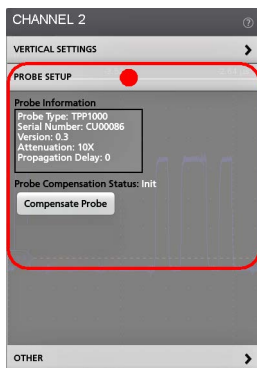 CHANNEL 2
?
VERTICAL SETTINGS
PROBE SETUP
Probe Information
Probe Type: TPP1000
Serial Number: CU00086
Version: 0.3
Attenuation: 10X
Propagation Delay: 0
Probe Compensation Status: Init
Compensate Probe
OTHER